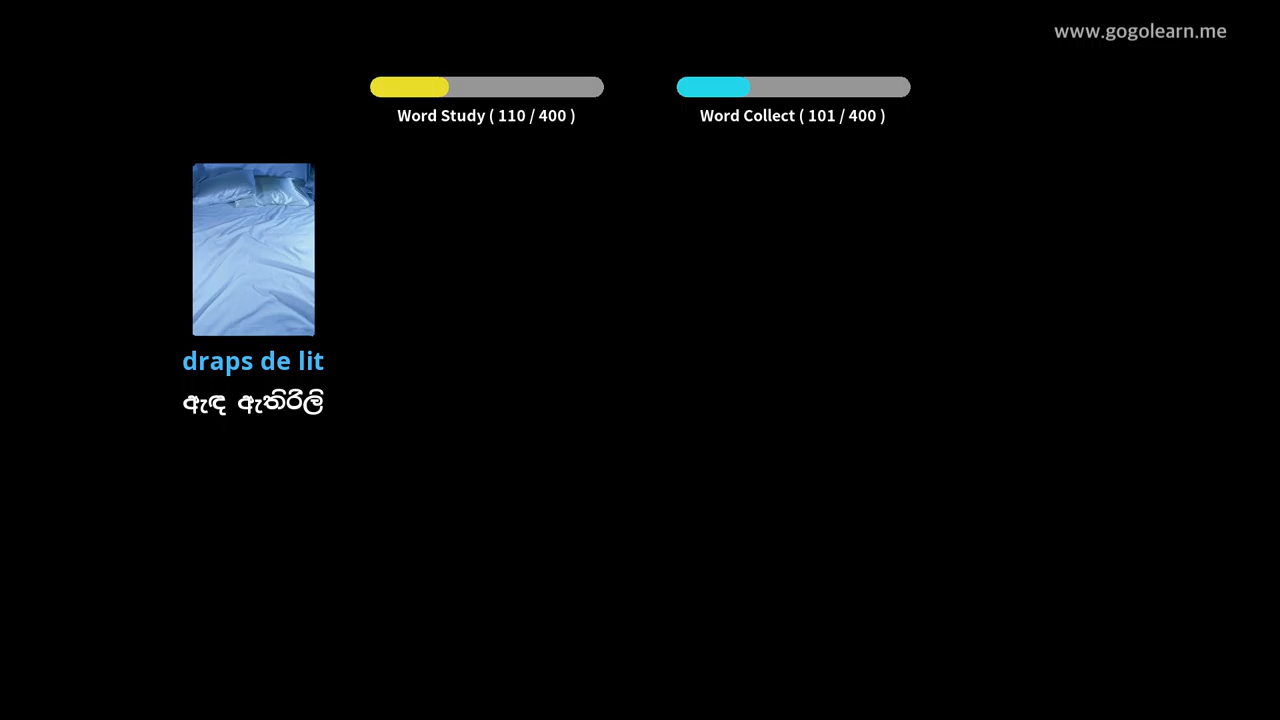 www.gogolearn.me
Word Study ( 110 / 400 )
Word Collect ( 101 / 400 )
draps de lit
ඇඳ ඇතිරිලි